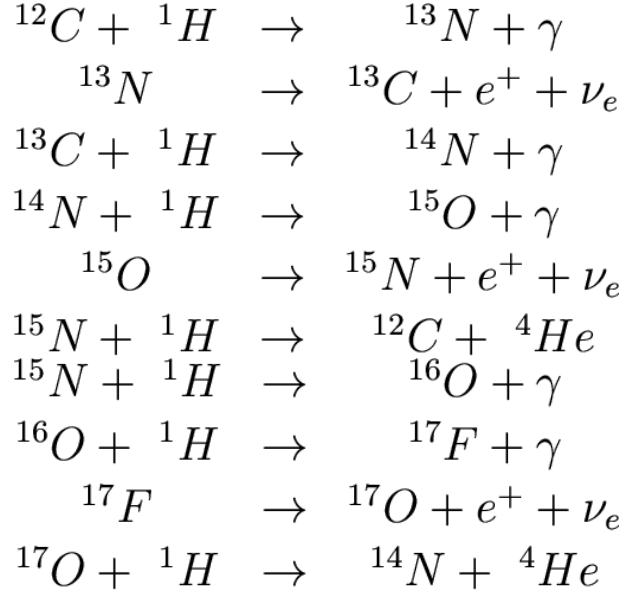 ¹²C + ¹H → ¹³N + γ
¹³N → ¹³C + e⁺ + νₑ
¹³C + ¹H → ¹⁴N + γ
¹⁴N + ¹H → ¹⁵O + γ
¹⁵O → ¹⁵N + e⁺ + νₑ
¹⁵N + ¹H → ¹²C + ⁴He
¹⁵N + ¹H → ¹⁶O + γ
¹⁶O + ¹H → ¹⁷F + γ
¹⁷F → ¹⁷O + e⁺ + νₑ
¹⁷O + ¹H → ¹⁴N + ⁴He